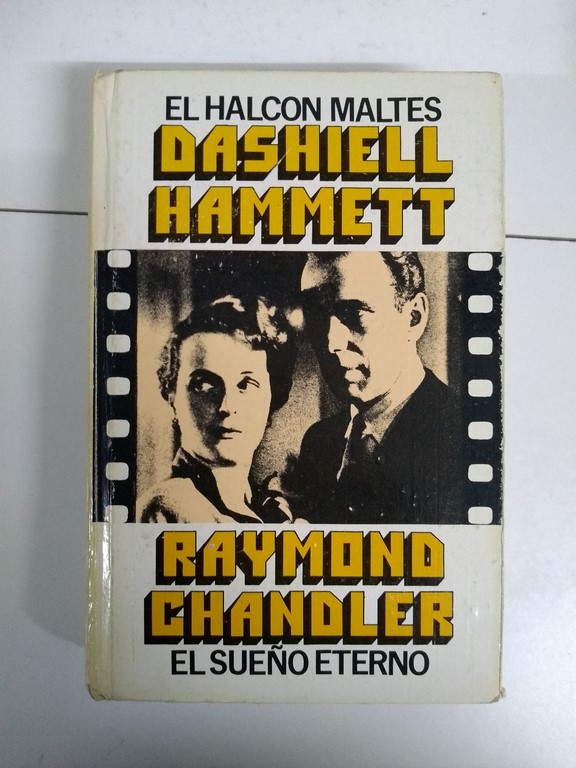 EL HALCON MALTES
DASHIELL
HAMMETT
RAYMOND
CHANDLER
EL SUEÑO ETERNO